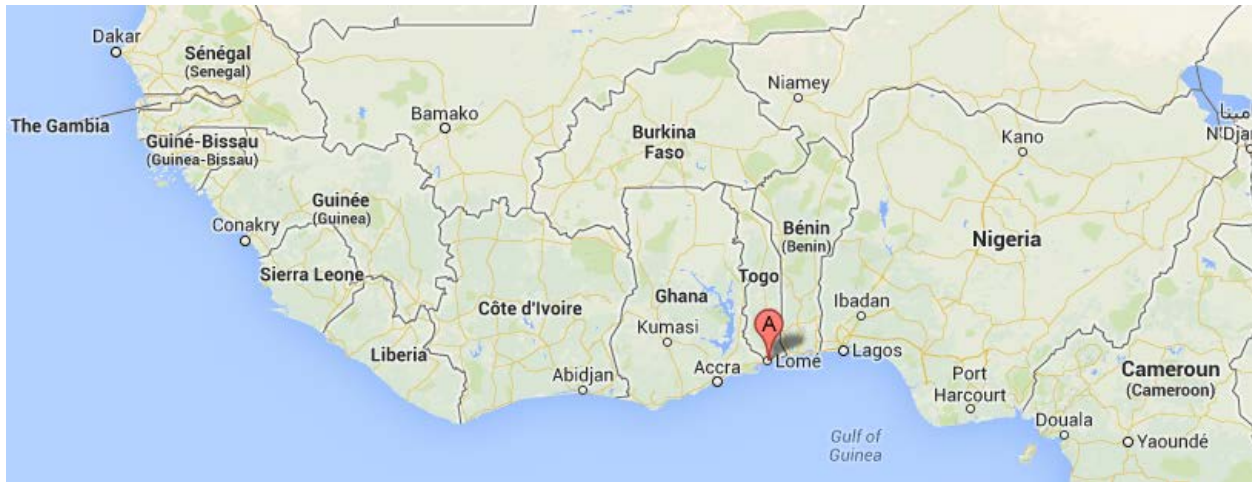 Dakar
Sénégal
(Senegal)
The Gambia
Guiné-Bissau
(Guinea-Bissau)
Bamako
Niamey
Burkina
Faso
Kano
N'Dja
Guinée
(Guinea)
Conakry
Sierra Leone
Liberia
Côte d'Ivoire
Abidjan
Ghana
Kumasi
Accra
Togo
A
Lomé
Bénin
(Benin)
Nigeria
Ibadan
Lagos
Port
Harcourt
Gulf of
Guinea
Cameroun
(Cameroon)
Douala
Yaoundé